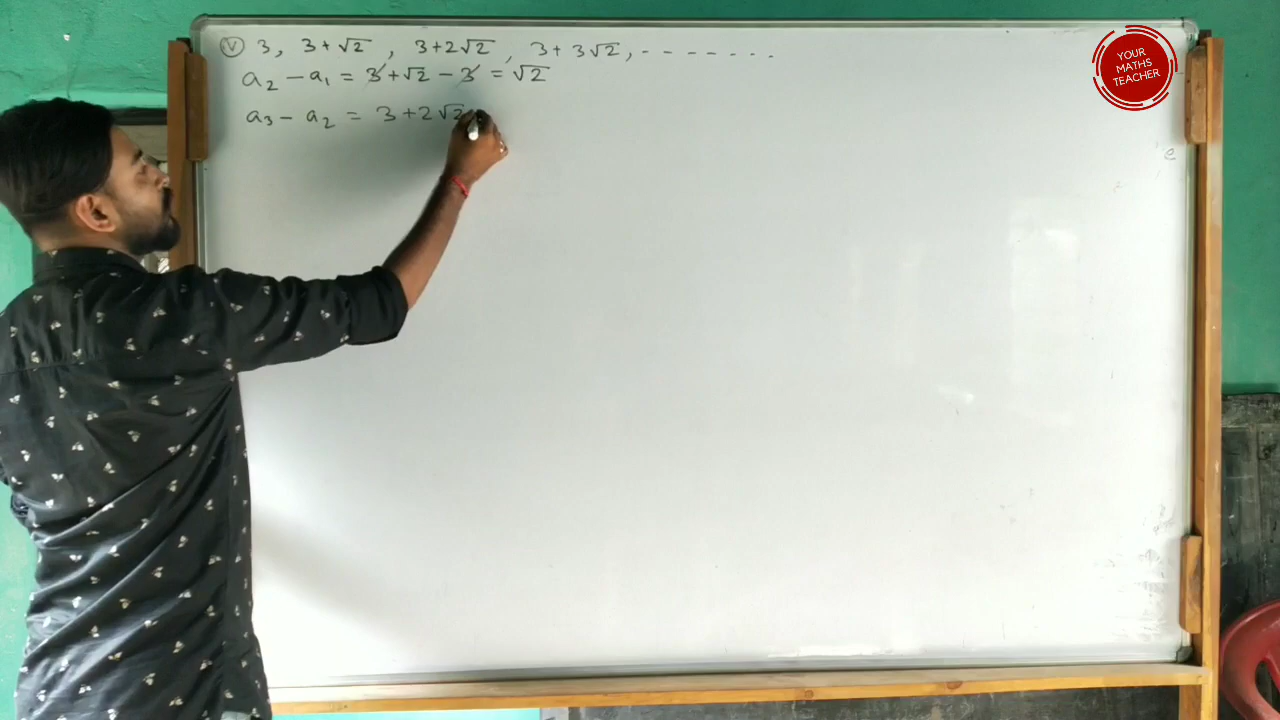 (V) 3, 3+√2, 3+2√2, 3+3√2, - - - - - - - -
a₂ - a₁ = 3+√2 - 3 = √2
a₃ - a₂ = 3+2√2
YOUR
MATHS
TEACHER
e